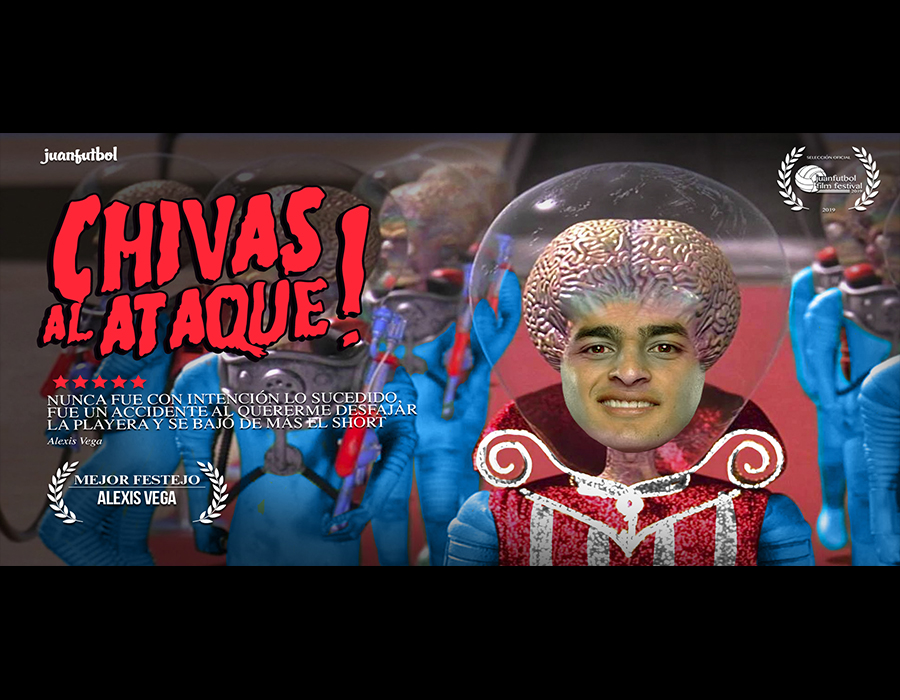 juanfutbol
CHIVAS
AL ATAQUE!
NUNCA FUE CON INTENCIÓN LO SUCEDIDO,
FUE UN ACCIDENTE AL QUERERME DESFAJAR
LA PLAYERA Y SE BAJÓ DE MÁS EL SHORT
Alexis Vega
MEJOR FESTEJO
ALEXIS VEGA
SELECCIÓN OFICIAL
juanfutbol
film festival
2019